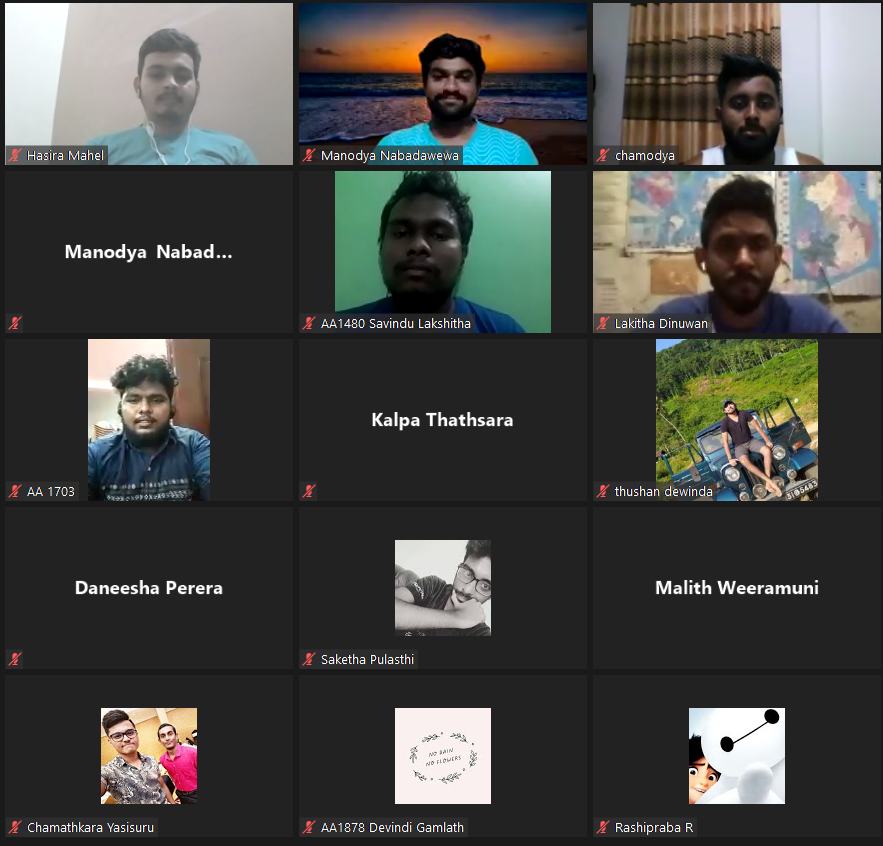 Hasira Mahel
Manodya Nabadawewa
chamodya
Manodya Nabad...
AA1480 Savindu Lakshitha
Lakitha Dinuwan
AA 1703
Kalpa Thathsara
thushan dewinda
Daneesha Perera
Saketha Pulasthi
Malith Weeramuni
Chamathkara Yasisuru
NO RAIN
NO FLOWERS
AA1878 Devindi Gamlath
Rashipraba R